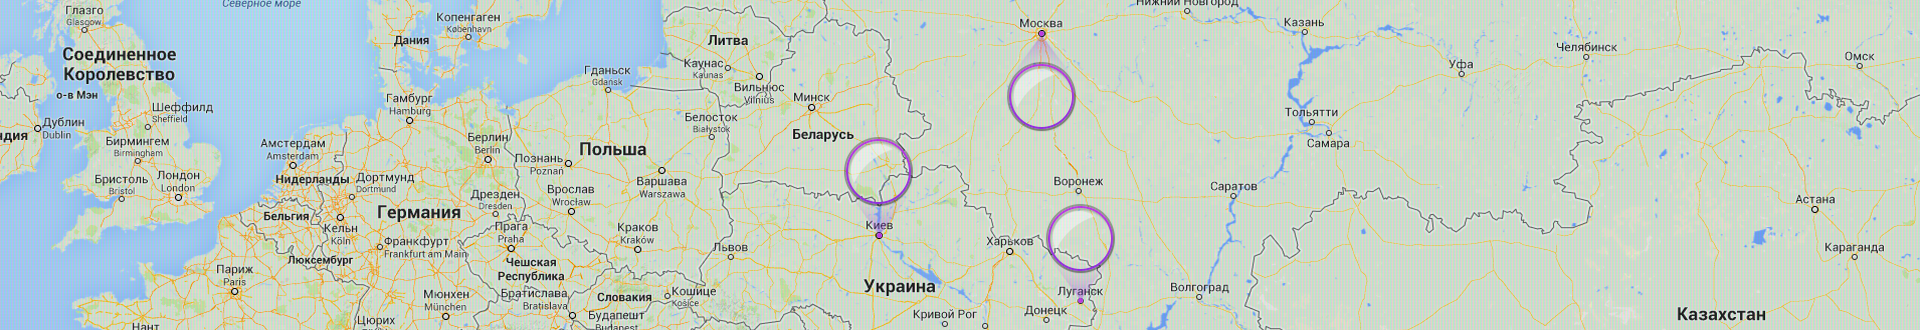 Глазго
Glasgow
Северное море
Копенгаген
København
Москва
Нижний Новгород
Казань
Соединенное
Королевство
о-в Мэн
Дания
Литва
Каунас
Kaunas
Вильнюс
Vilnius
Челябинск
Уфа
Омск
Гданьск
Gdansk
Гамбург
Hamburg
Минск
Беларусь
Белосток
Białystok
Шеффилд
Sheffield
Дублин
Dublin
ндия
Бирмингем
Birmingham
Амстердам
Amsterdam
Берлин
Berlin
Польша
Тольятти
Самара
Бристоль
Bristol
Лондон
London
Нидерланды
Дортмунд
Dortmund
Познань
Poznań
Варшава
Warszawa
Воронеж
Саратов
Дрезден
Dresden
Вроцлав
Wrocław
Астана
Бельгия
Германия
Кельн
Köln
Прага
Praha
Краков
Kraków
Львов
Киев
Харьков
Караганда
Франкфурт
Frankfurt am Main
Люксембург
Париж
Paris
Чешская
Республика
Украина
Луганск
Волгоград
Мюнхен
München
Братислава
Bratislava
Словакия
Кошице
Košice
Кривой Рог
Донецк
Казахстан
Нант
Цюрих
Будапешт
Budapest